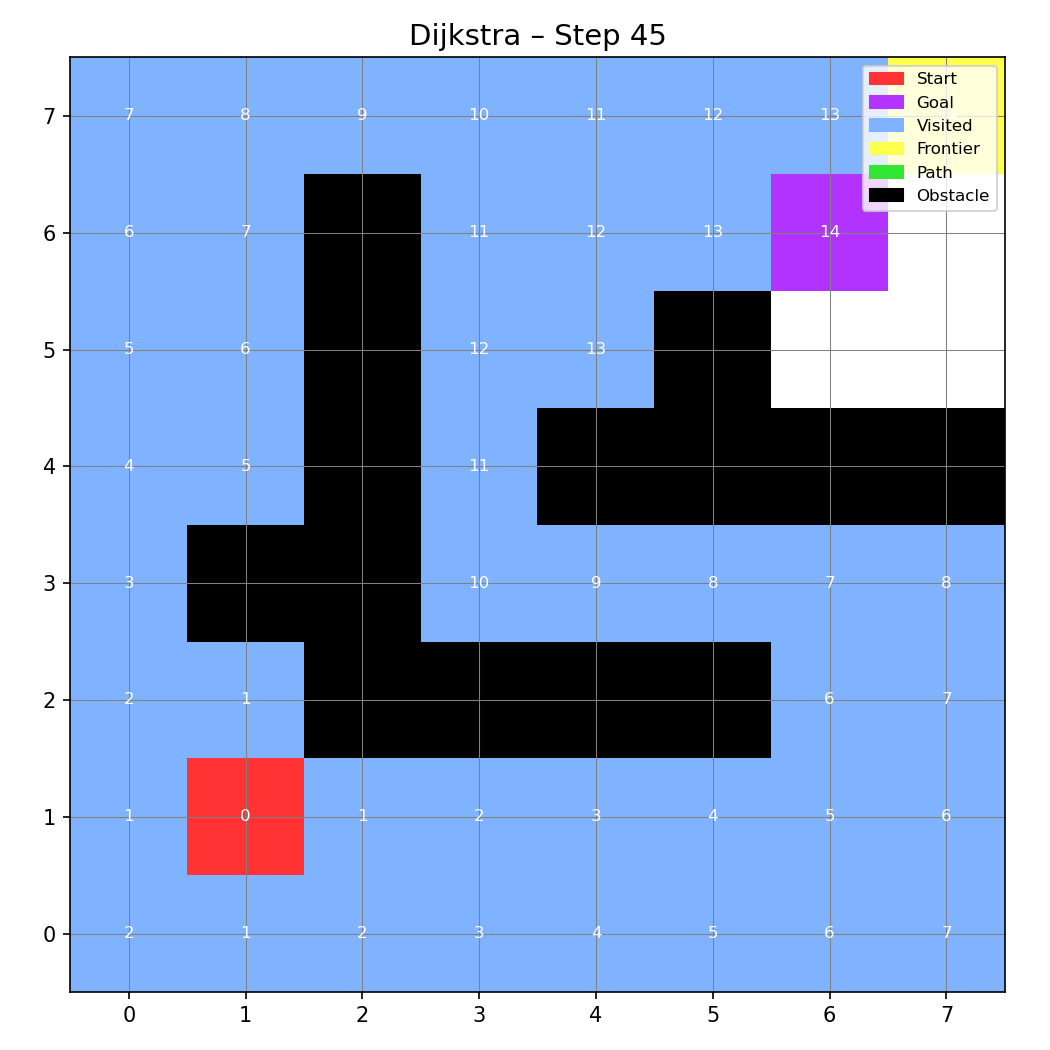 Dijkstra – Step 45
Start
Goal
Visited
Frontier
Path
Obstacle
7 7 8 9 10 11 12 13
6 6 7 11 12 13 14
5 5 6 12 13
4 4 5 11
3 3 10 9 8 7 8
2 2 1 6 7
1 1 0 1 2 3 4 5 6
0 2 1 2 3 4 5 6 7
0 1 2 3 4 5 6 7